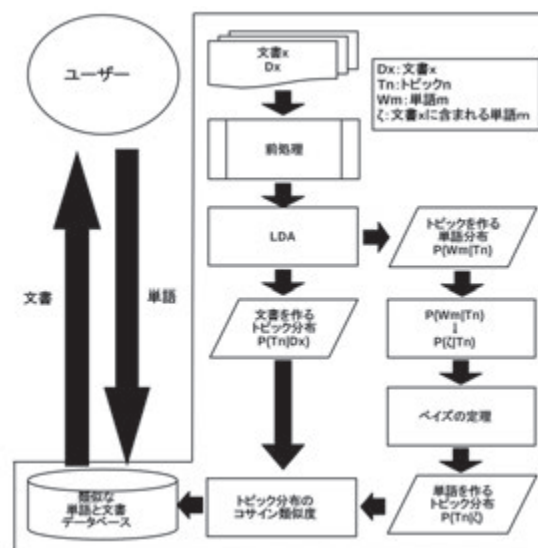 ユーザー
文書x
Dx
Dx:文書x
Tn:トピックn
Wm:単語m
ζ:文書xに含まれる単語m
前処理
LDA
トピックを作る
単語分布
P(Wm|Tn)
文書
単語
文書を作る
トピック分布
P(Tn|Dx)
P(Wm|Tn)
↓
P(ζ|Tn)
ベイズの定理
類似な
単語と文書
データベース
トピック分布の
コサイン類似度
単語を作る
トピック分布
P(Tn|ζ)